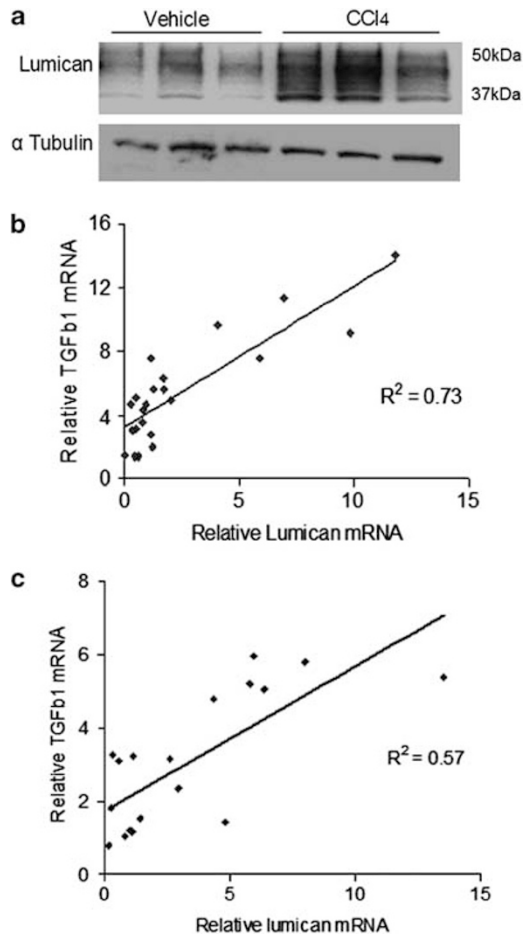 a
Vehicle CCl4
Lumican
50kDa
37kDa
α Tubulin
b
Relative TGFb1 mRNA
16
12
8
4
0
R² = 0.73
0 5 10 15
Relative Lumican mRNA
c
Relative TGFb1 mRNA
8
6
4
2
0
R² = 0.57
0 5 10 15
Relative lumican mRNA